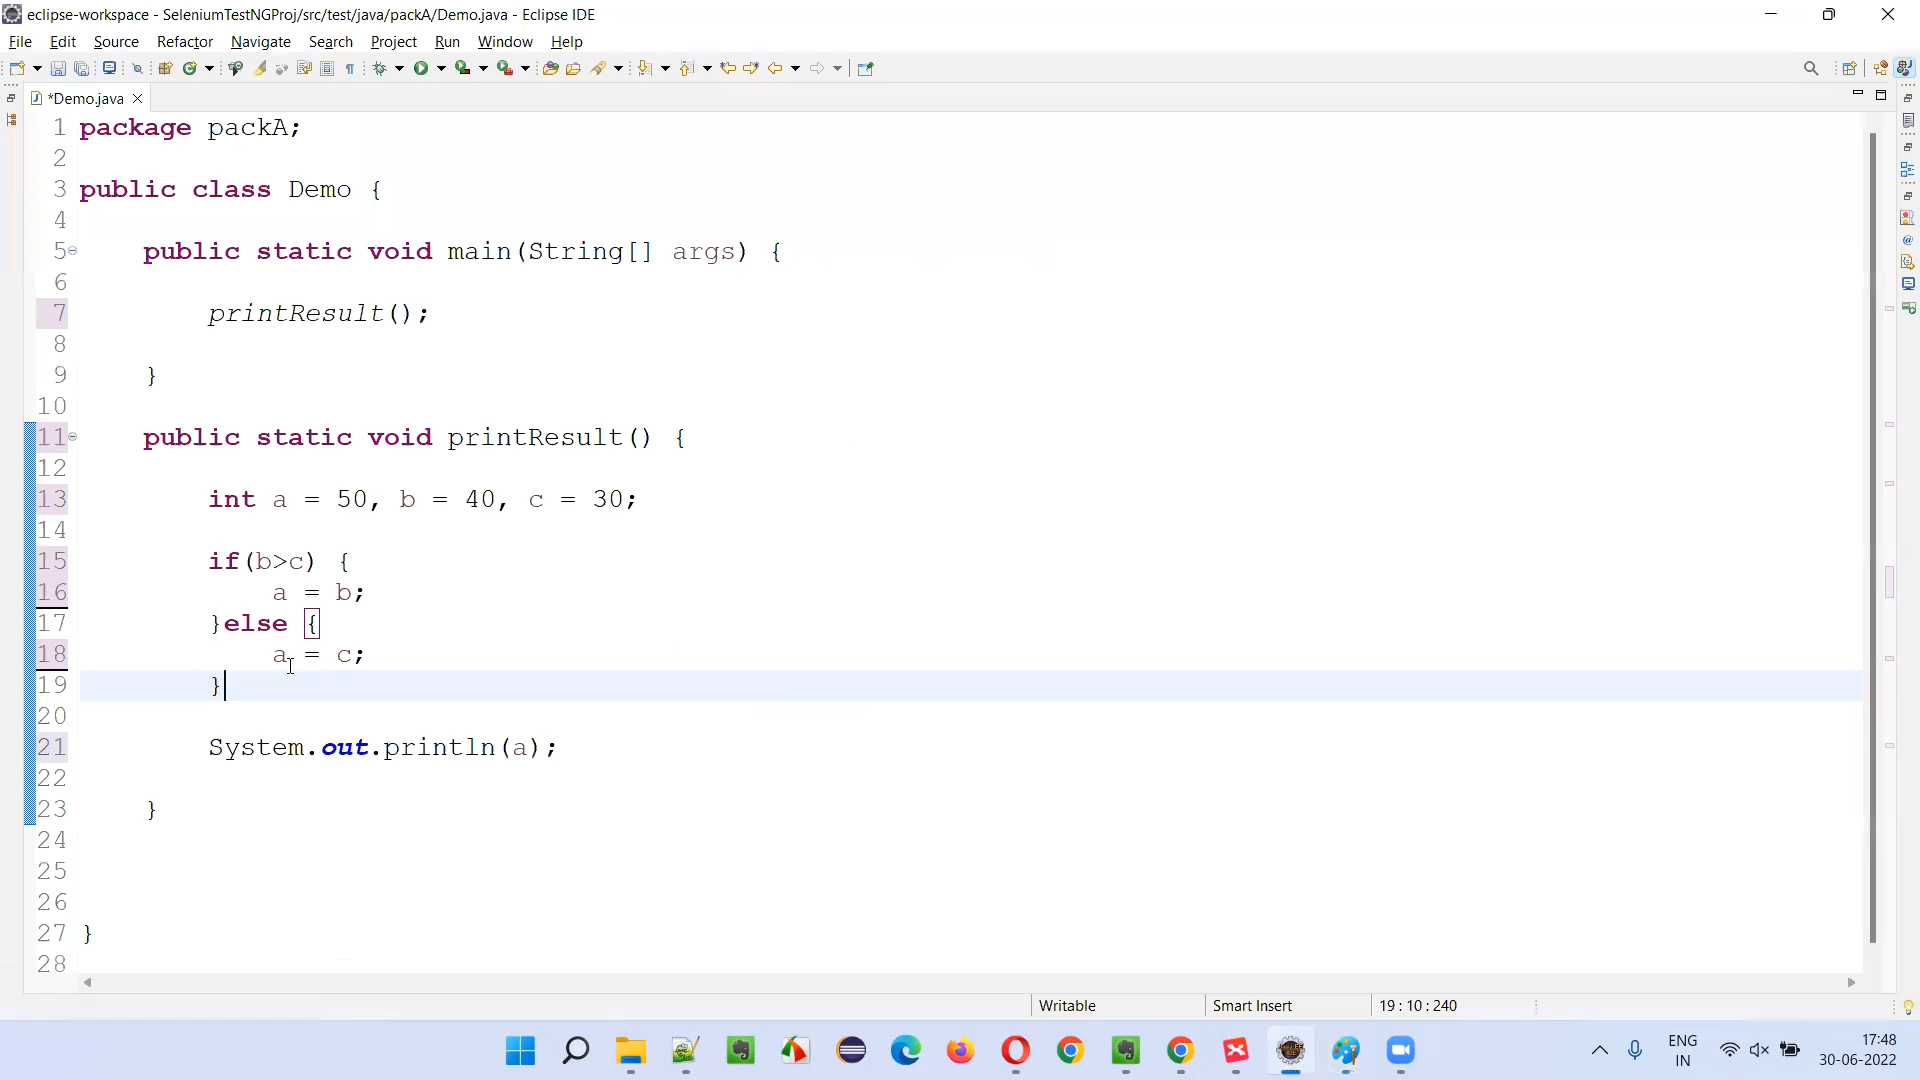 eclipse-workspace - SeleniumTestNGProj/src/test/java/packA/Demo.java - Eclipse IDE
File Edit Source Refactor Navigate Search Project Run Window Help
*Demo.java
1 package packA;
2
3 public class Demo {
4
5 public static void main(String[] args) {
6
7 printResult();
8
9 }
10
11 public static void printResult() {
12
13 int a = 50, b = 40, c = 30;
14
15 if(b>c) {
16 a = b;
17 }else {
18 a = c;
19 }
20
21 System.out.println(a);
22
23 }
24
25
26
27 }
28
Writable Smart Insert 19 : 10 : 240
ENG 17:48
IN 30-06-2022